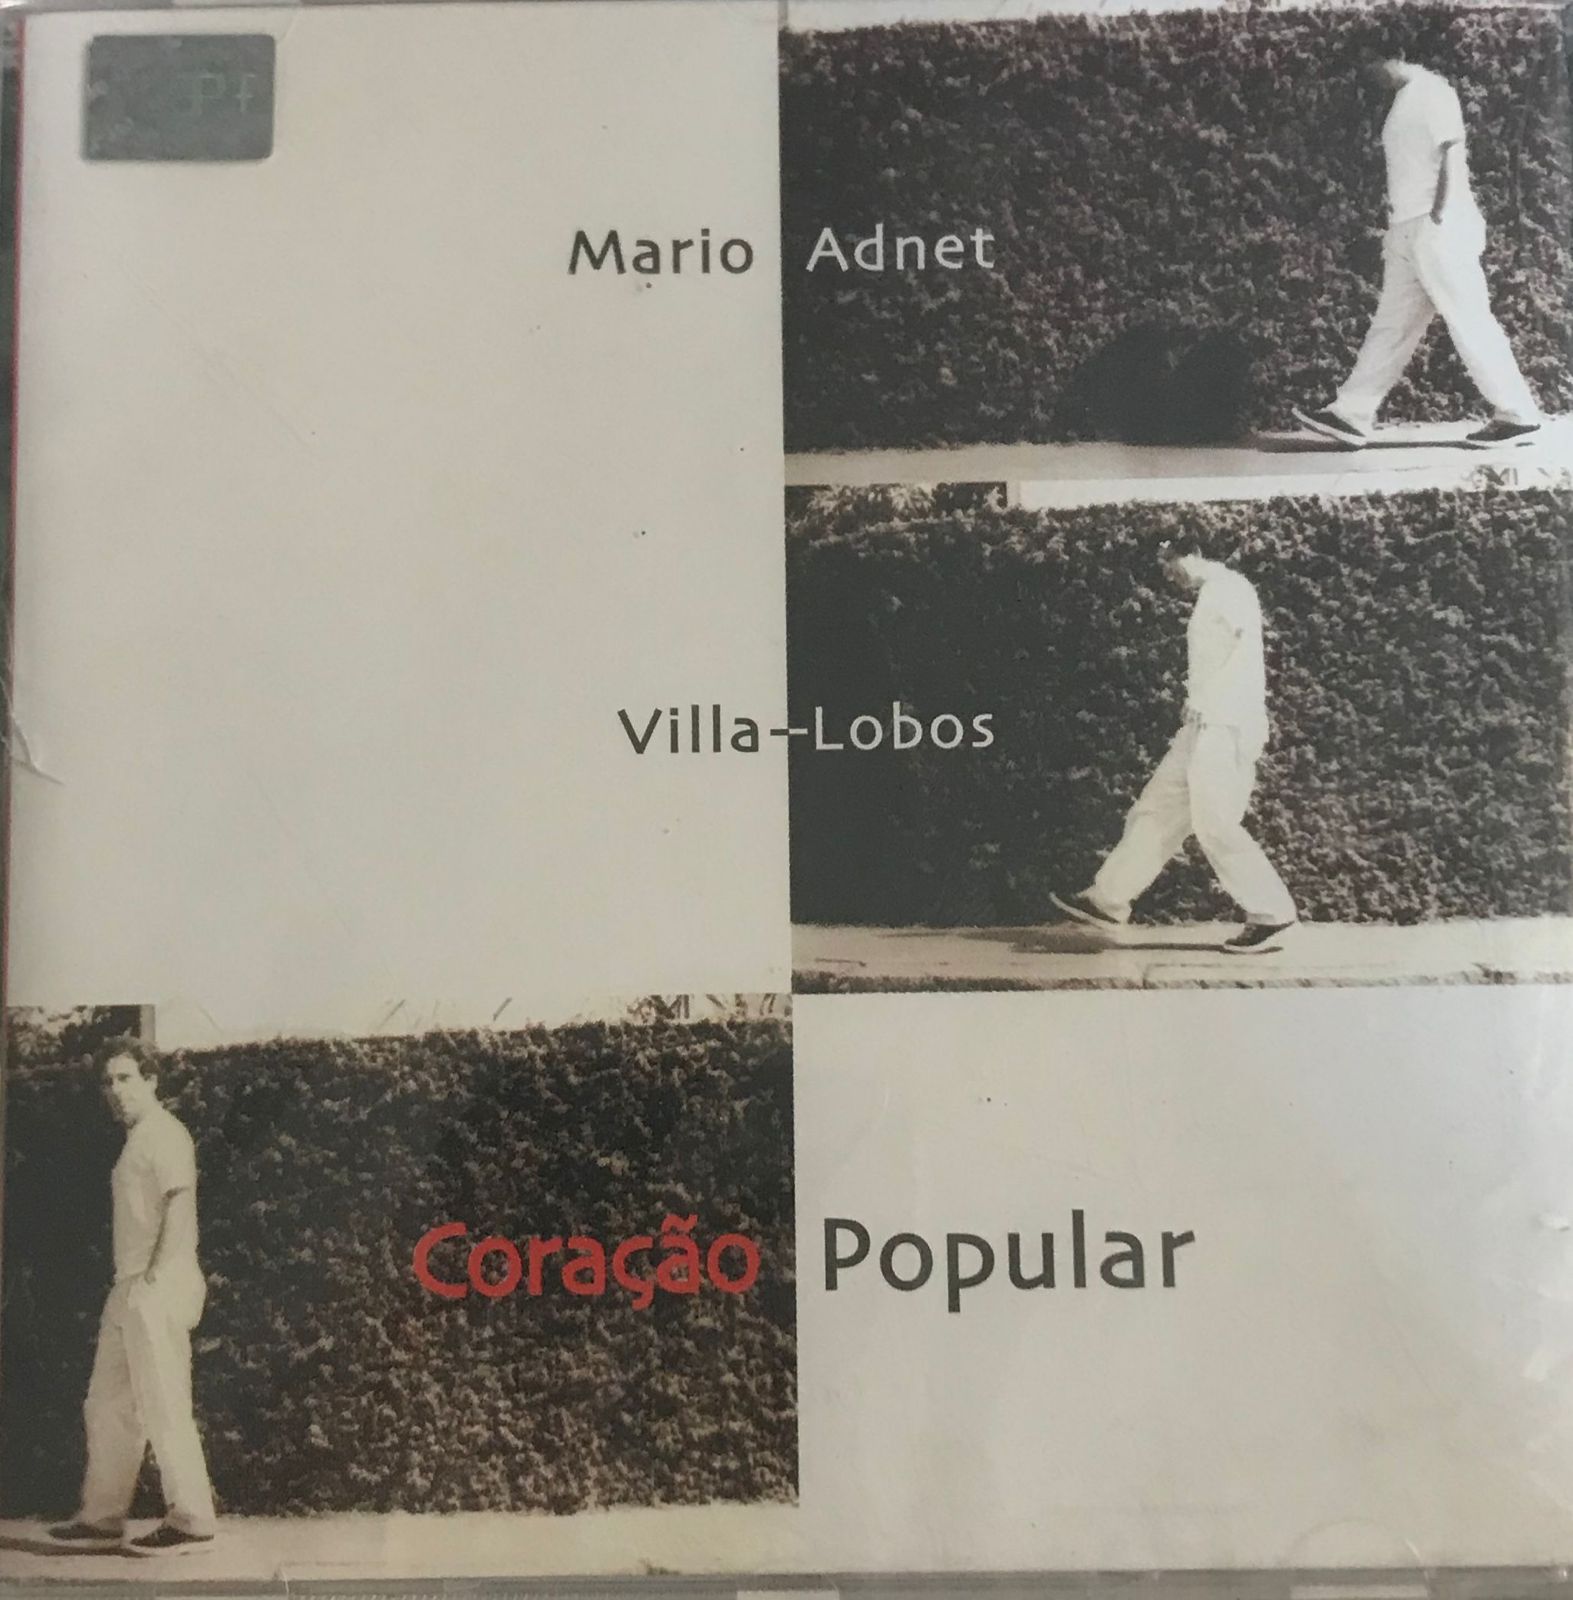 Mario Adnet
Villa-Lobos
Coração Popular